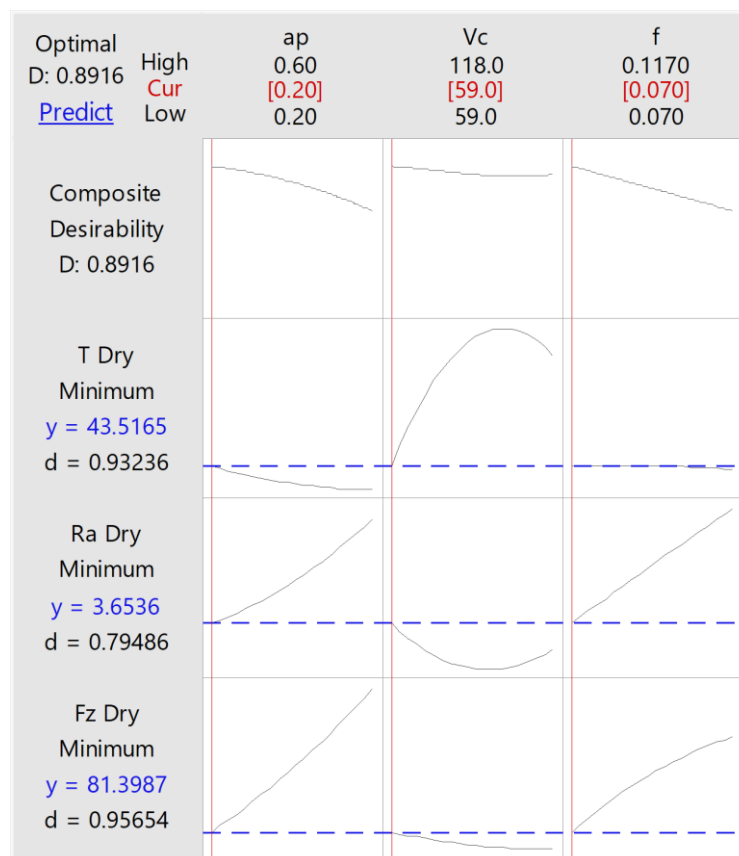 Optimal
D: 0.8916
Predict
High
Cur
Low
ap
0.60
[0.20]
0.20
Vc
118.0
[59.0]
59.0
f
0.1170
[0.070]
0.070
Composite
Desirability
D: 0.8916
T Dry
Minimum
y = 43.5165
d = 0.93236
Ra Dry
Minimum
y = 3.6536
d = 0.79486
Fz Dry
Minimum
y = 81.3987
d = 0.95654